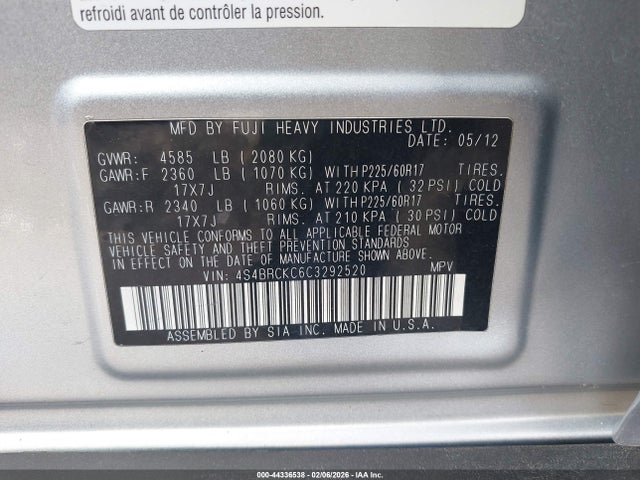 refroidi avant de contrôler la pression.
MFD BY FUJI HEAVY INDUSTRIES LTD.
DATE: 05/12
GVWR: 4585 LB ( 2080 KG)
GAWR:F 2360 LB ( 1070 KG) WITH P225/60R17 TIRES.
17X7J RIMS. AT 220 KPA ( 32 PSI) COLD
GAWR:R 2340 LB ( 1060 KG) WITH P225/60R17 TIRES.
17X7J RIMS. AT 210 KPA ( 30 PSI) COLD
THIS VEHICLE CONFORMS TO ALL APPLICABLE FEDERAL MOTOR
VEHICLE SAFETY AND THEFT PREVENTION STANDARDS
IN EFFECT ON THE DATE OF MANUFACTURE SHOWN ABOVE.
VIN: 4S4BRCKC6C3292520 MPV
ASSEMBLED BY SIA INC. MADE IN U.S.A.
000-44336538 - 02/06/2026 - IAA Inc.